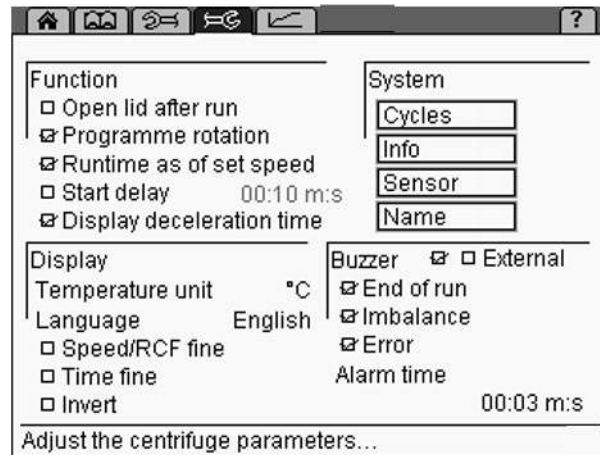 ?
Function
Open lid after run
Programme rotation
Runtime as of set speed
Start delay 00:10 m:s
Display deceleration time
System
Cycles
Info
Sensor
Name
Display
Temperature unit °C
Language English
Speed/RCF fine
Time fine
Invert
Buzzer External
End of run
Imbalance
Error
Alarm time
00:03 m:s
Adjust the centrifuge parameters...